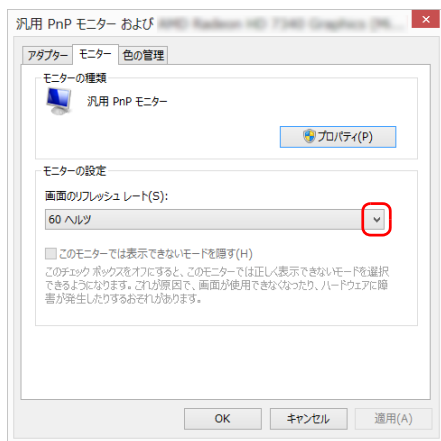 汎用 PnP モニター および
アダプター モニター 色の管理
モニターの種類
汎用 PnP モニター
プロパティ(P)
モニターの設定
画面のリフレッシュ レート(S):
60 ヘルツ
このモニターでは表示できないモードを隠す(H)
このチェック ボックスをオフにすると、このモニターでは正しく表示できないモードを選択
できるようになります。これが原因で、画面が使用できなくなったり、ハードウェアに障
害が発生したりするおそれがあります。
OK キャンセル 適用(A)